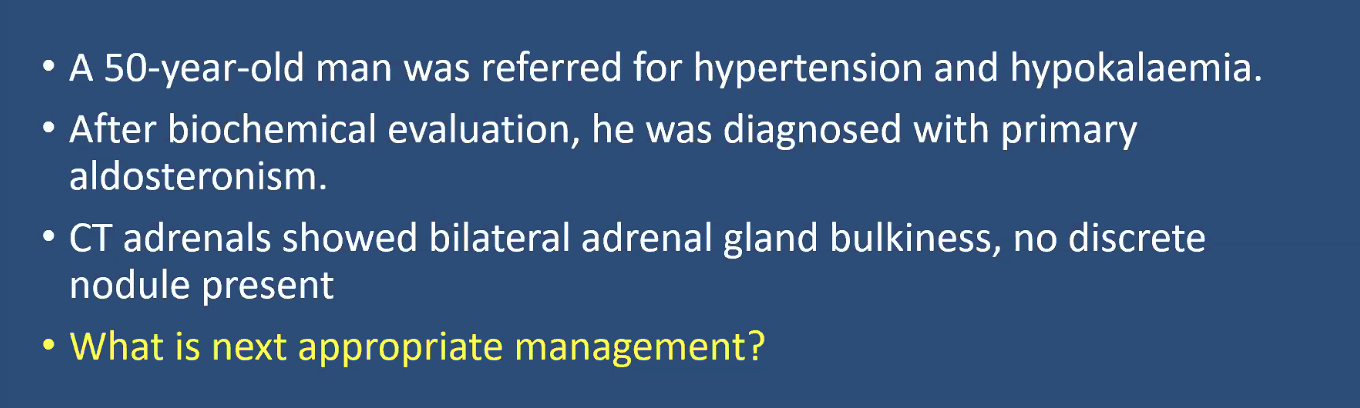 • A 50-year-old man was referred for hypertension and hypokalaemia.
• After biochemical evaluation, he was diagnosed with primary
aldosteronism.
• CT adrenals showed bilateral adrenal gland bulkiness, no discrete
nodule present
• What is next appropriate management?